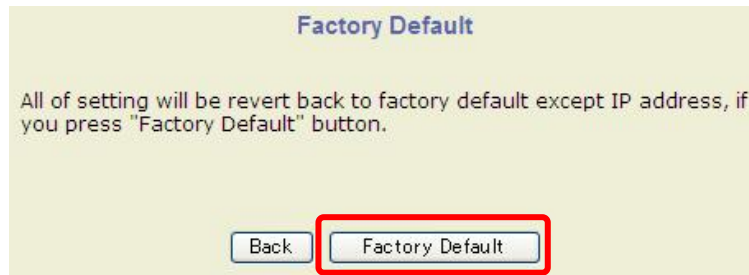 Factory Default
All of setting will be revert back to factory default except IP address, if
you press "Factory Default" button.
Back Factory Default